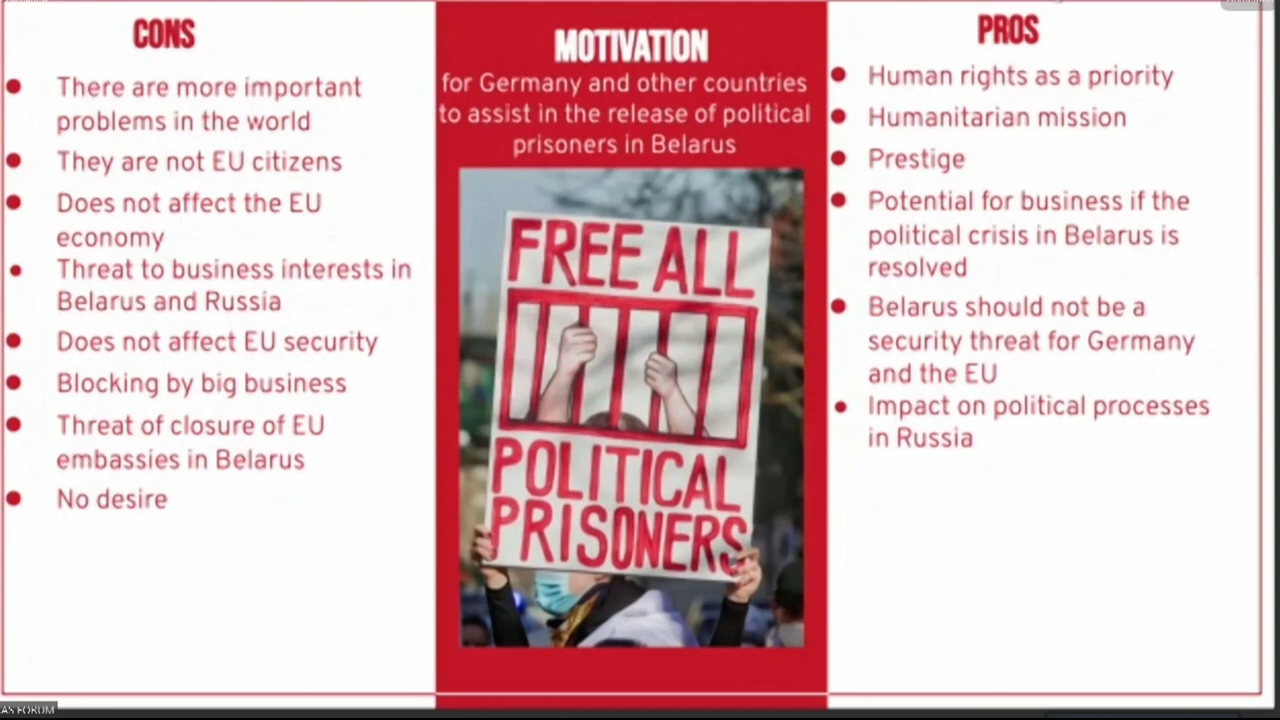 CONS
There are more important
problems in the world
They are not EU citizens
Does not affect the EU
economy
Threat to business interests in
Belarus and Russia
Does not affect EU security
Blocking by big business
Threat of closure of EU
embassies in Belarus
No desire
MOTIVATION
for Germany and other countries
to assist in the release of political
prisoners in Belarus
FREE ALL
POLITICAL
PRISONERS
PROS
Human rights as a priority
Humanitarian mission
Prestige
Potential for business if the
political crisis in Belarus is
resolved
Belarus should not be a
security threat for Germany
and the EU
Impact on political processes
in Russia
AS FORUM